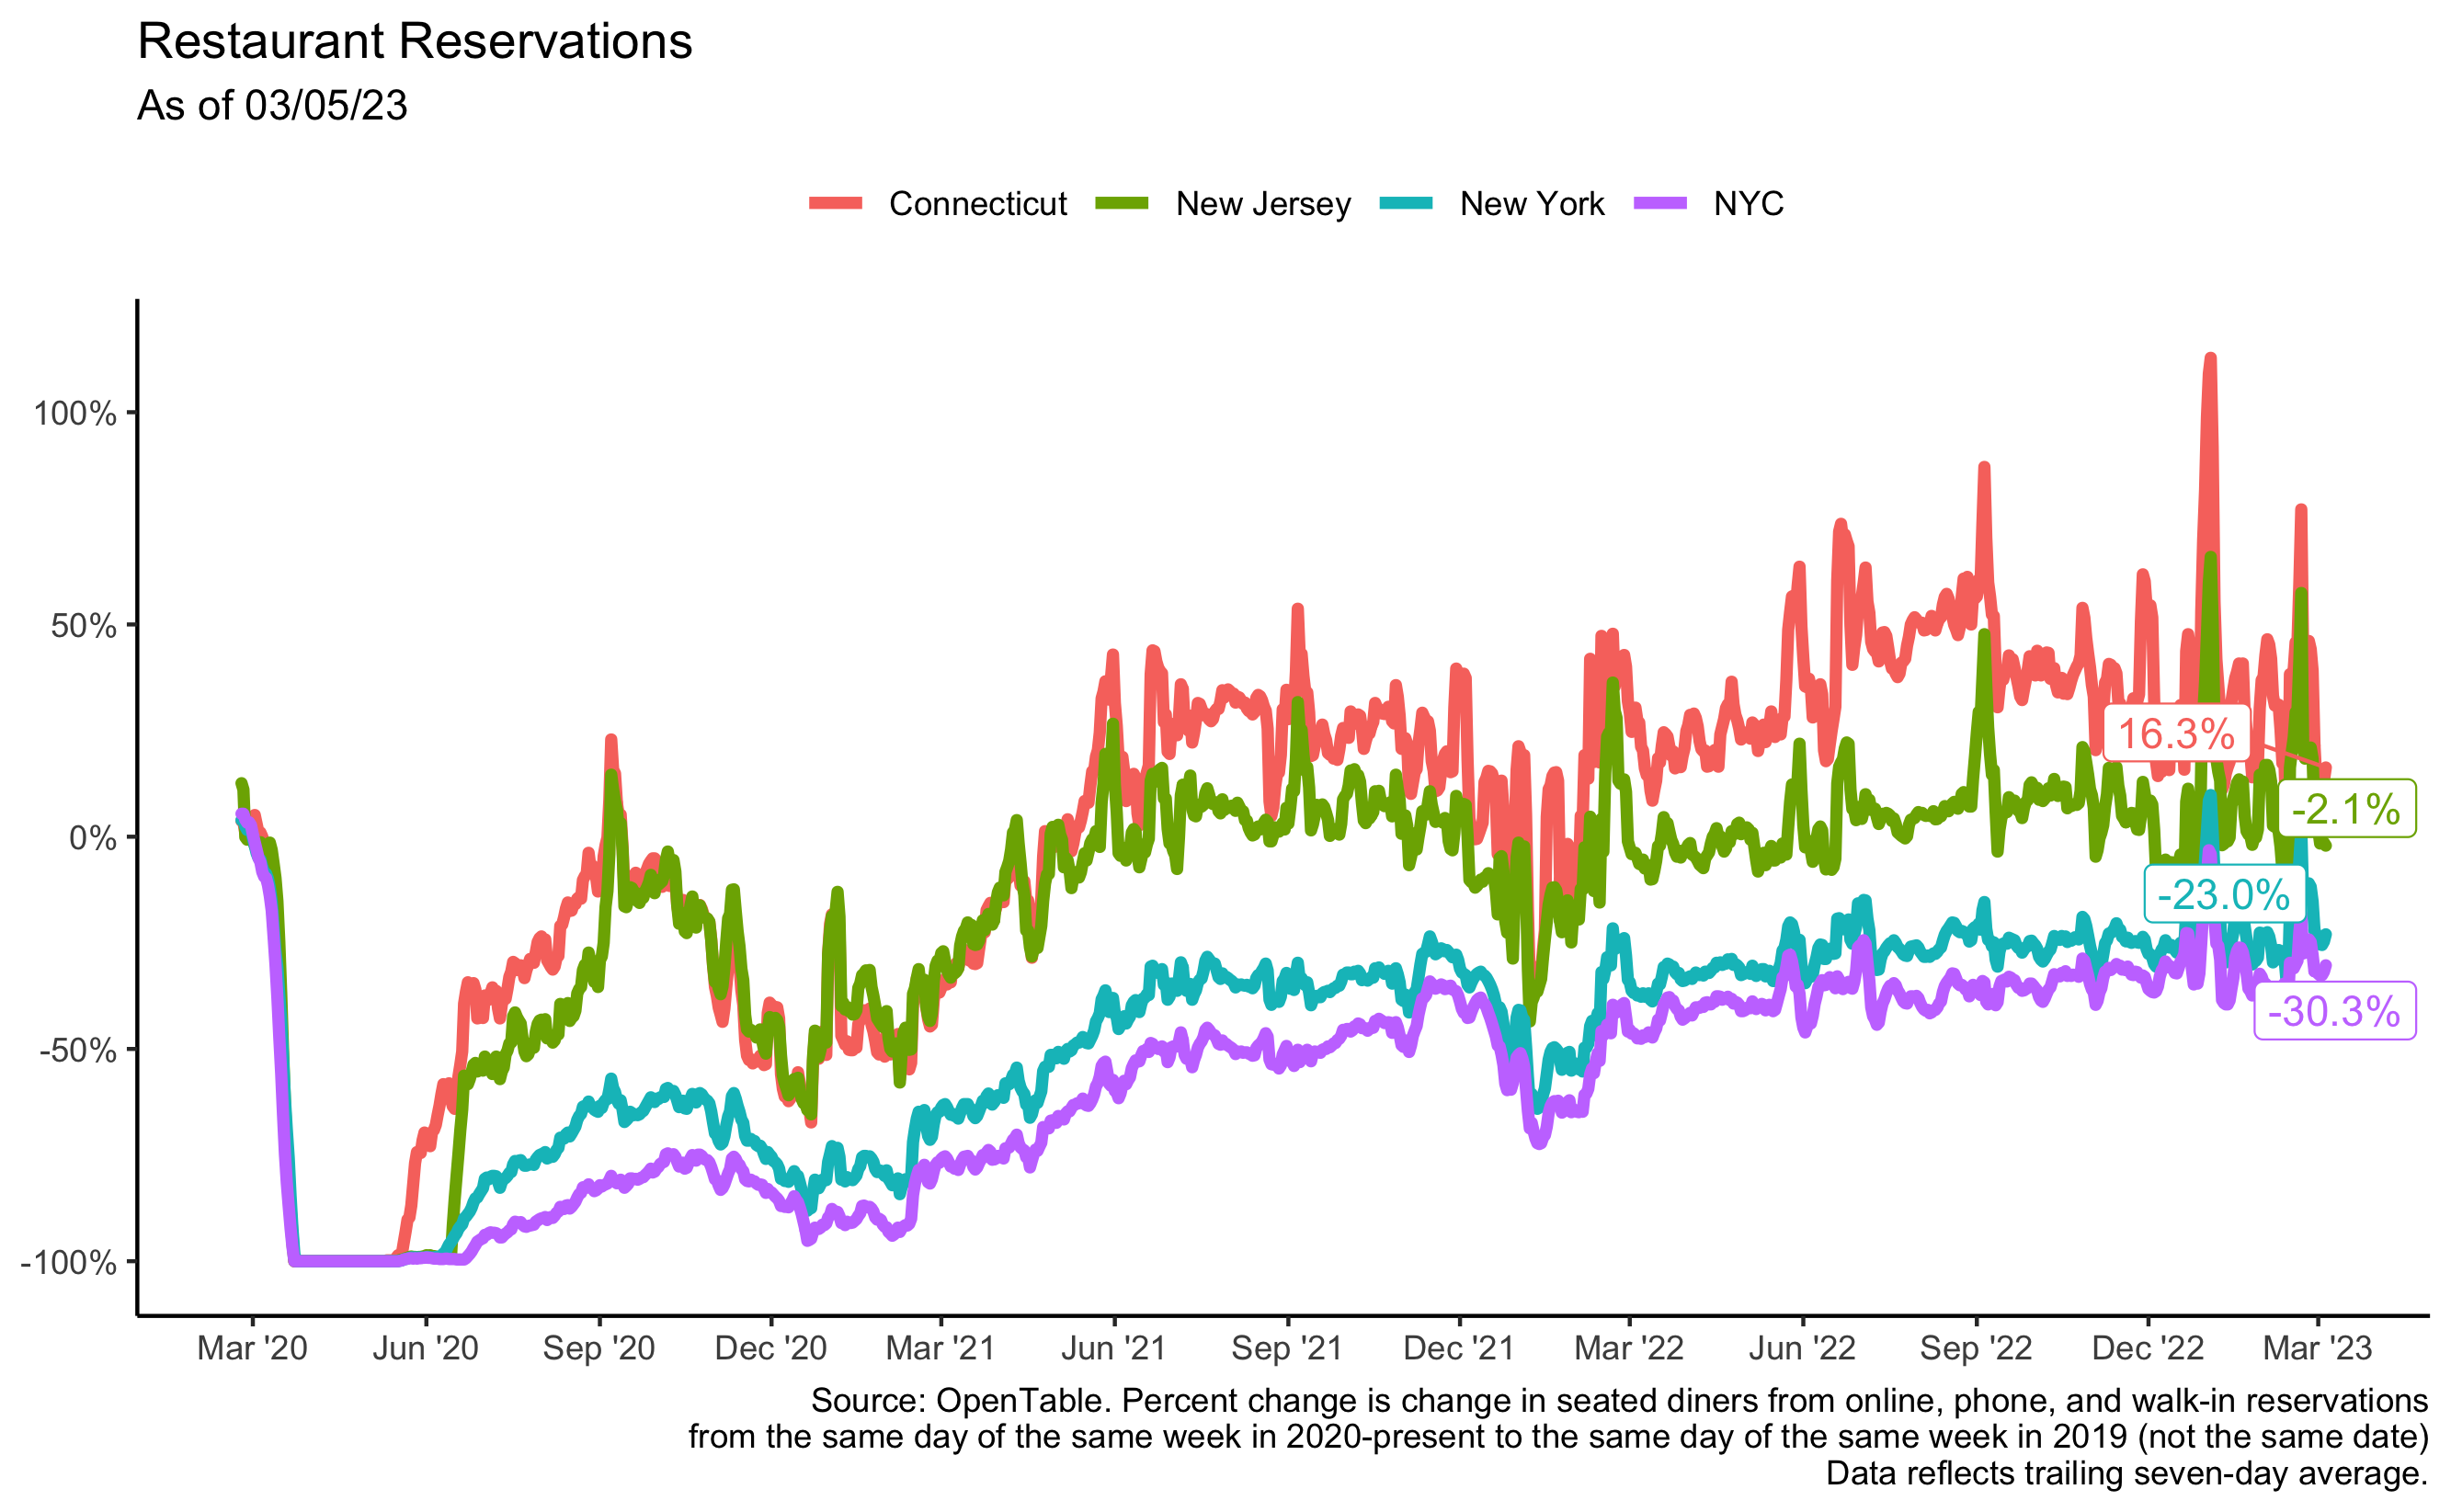 Restaurant Reservations
As of 03/05/23
Connecticut New Jersey New York NYC
100%
50%
0%
-50%
-100%
16.3%
-2.1%
-23.0%
-30.3%
Mar '20 Jun '20 Sep '20 Dec '20 Mar '21 Jun '21 Sep '21 Dec '21 Mar '22 Jun '22 Sep '22 Dec '22 Mar '23
Source: OpenTable. Percent change is change in seated diners from online, phone, and walk-in reservations
from the same day of the same week in 2020-present to the same day of the same week in 2019 (not the same date)
Data reflects trailing seven-day average.